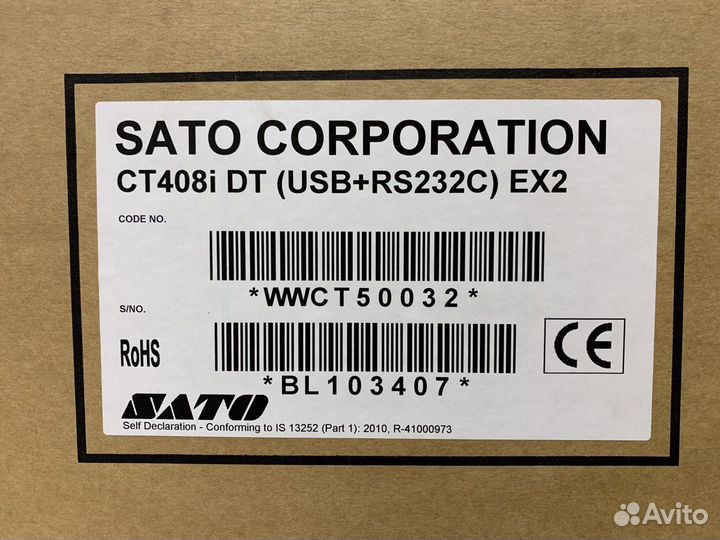 SATO CORPORATION
CT408i DT (USB+RS232C) EX2
CODE NO.
*WWCT50032*
S/NO.
*BL103407*
RoHS
CE
SATO
Self Declaration - Conforming to IS 13252 (Part 1): 2010, R-41000973
Avito